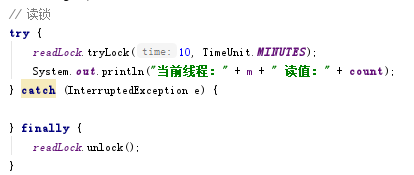 // 读锁
try {
readLock.tryLock( time: 10, TimeUnit.MINUTES);
System.out.println("当前线程：" + m + " 读值：" + count);
} catch (InterruptedException e) {
} finally {
readLock.unlock();
}